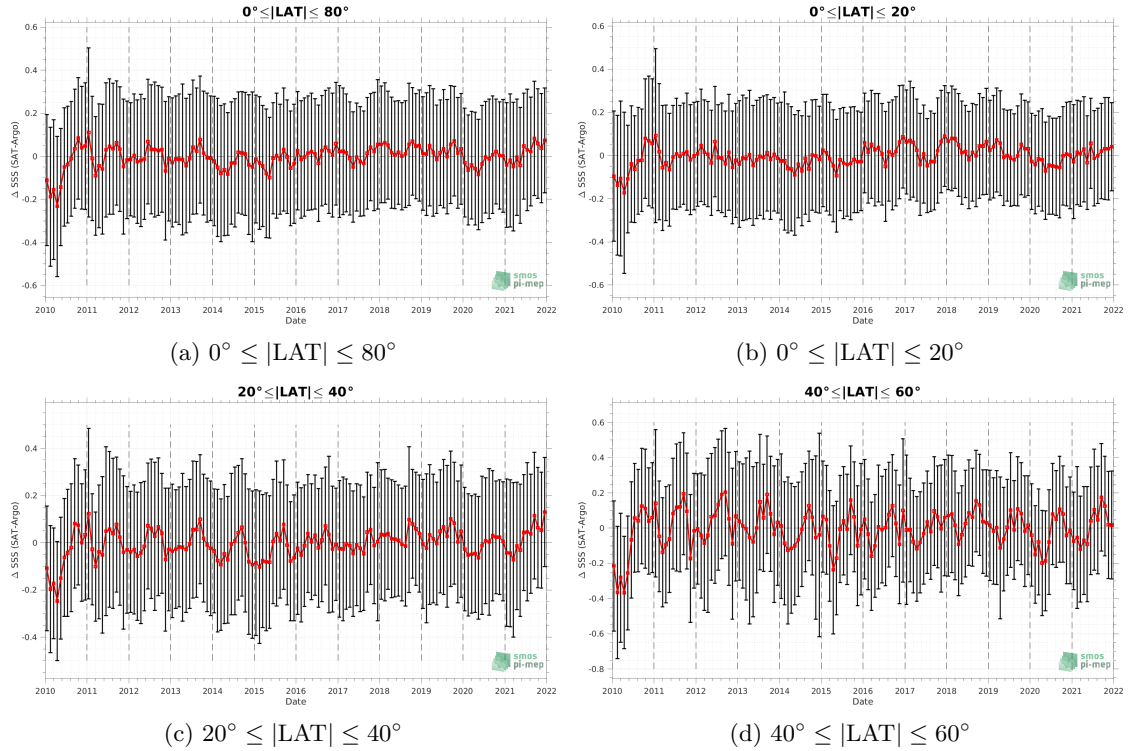 0°≤|LAT|≤ 80°
0.6
0.4
0.2
0
-0.2
-0.4
-0.6
Δ SSS (SAT-Argo)
2010 2011 2012 2013 2014 2015 2016 2017 2018 2019 2020 2021 2022
Date
smos
pi-mep
(a) 0° ≤ |LAT| ≤ 80°
0°≤|LAT|≤ 20°
0.6
0.4
0.2
0
-0.2
-0.4
-0.6
Δ SSS (SAT-Argo)
2010 2011 2012 2013 2014 2015 2016 2017 2018 2019 2020 2021 2022
Date
smos
pi-mep
(b) 0° ≤ |LAT| ≤ 20°
20°≤|LAT|≤ 40°
0.4
0.2
0
-0.2
-0.4
Δ SSS (SAT-Argo)
2010 2011 2012 2013 2014 2015 2016 2017 2018 2019 2020 2021 2022
Date
smos
pi-mep
(c) 20° ≤ |LAT| ≤ 40°
40°≤|LAT|≤ 60°
0.6
0.4
0.2
0
-0.2
-0.4
-0.6
-0.8
Δ SSS (SAT-Argo)
2010 2011 2012 2013 2014 2015 2016 2017 2018 2019 2020 2021 2022
Date
smos
pi-mep
(d) 40° ≤ |LAT| ≤ 60°